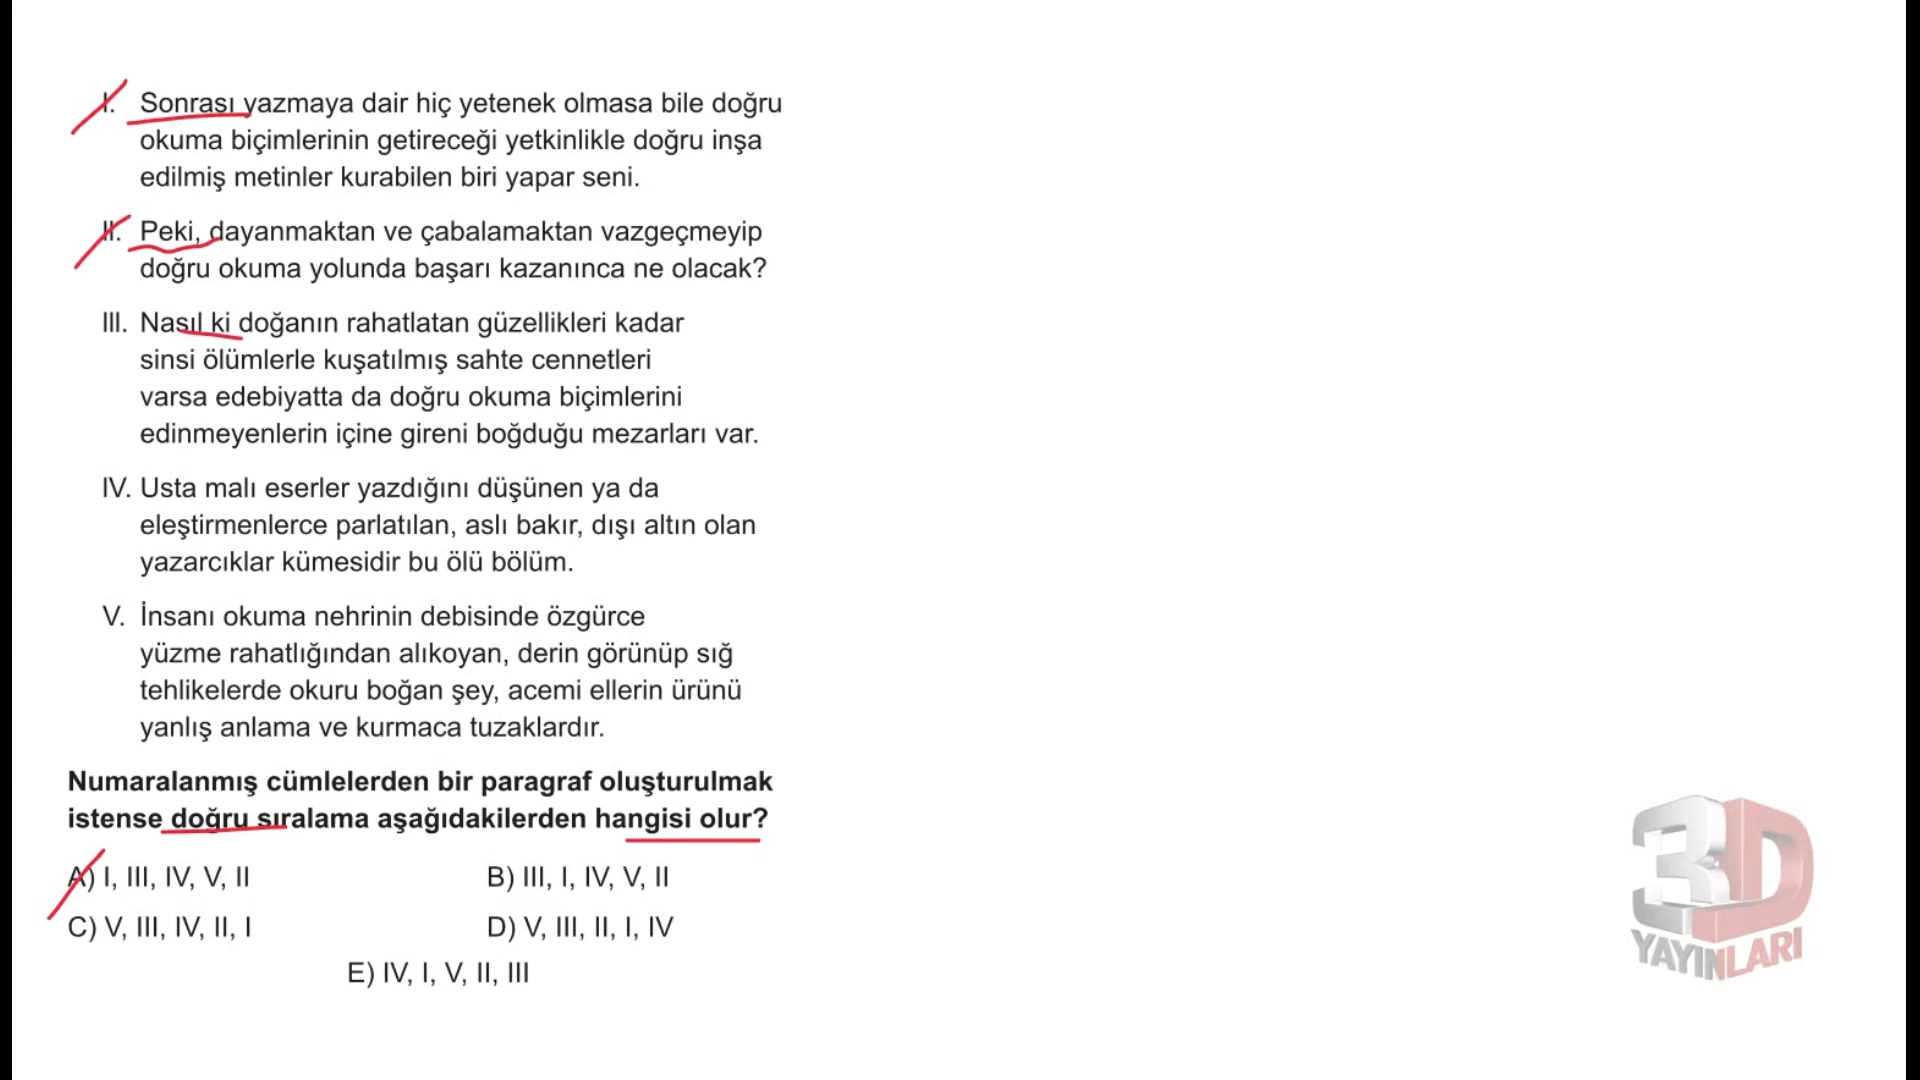 I. Sonrası yazmaya dair hiç yetenek olmasa bile doğru
okuma biçimlerinin getireceği yetkinlikle doğru inşa
edilmiş metinler kurabilen biri yapar seni.
II. Peki, dayanmaktan ve çabalamaktan vazgeçmeyip
doğru okuma yolunda başarı kazanınca ne olacak?
III. Nasıl ki doğanın rahatlatan güzellikleri kadar
sinsi ölümlerle kuşatılmış sahte cennetleri
varsa edebiyatta da doğru okuma biçimlerini
edinmeyenlerin içine gireni boğduğu mezarları var.
IV. Usta malı eserler yazdığını düşünen ya da
eleştirmenlerce parlatılan, aslı bakır, dışı altın olan
yazarcıklar kümesidir bu ölü bölüm.
V. İnsanı okuma nehrinin debisinde özgürce
yüzme rahatlığından alıkoyan, derin görünüp sığ
tehlikelerde okuru boğan şey, acemi ellerin ürünü
yanlış anlama ve kurmaca tuzaklardır.
Numaralanmış cümlelerden bir paragraf oluşturulmak
istense doğru sıralama aşağıdakilerden hangisi olur?
A) I, III, IV, V, II B) III, I, IV, V, II
C) V, III, IV, II, I D) V, III, II, I, IV
E) IV, I, V, II, III
3D
YAYINLARI